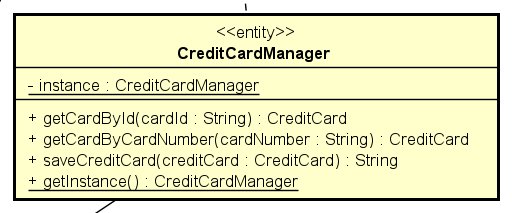 <<entity>>
CreditCardManager
- instance : CreditCardManager
+ getCardById(cardId : String) : CreditCard
+ getCardByCardNumber(cardNumber : String) : CreditCard
+ saveCreditCard(creditCard : CreditCard) : String
+ getInstance() : CreditCardManager